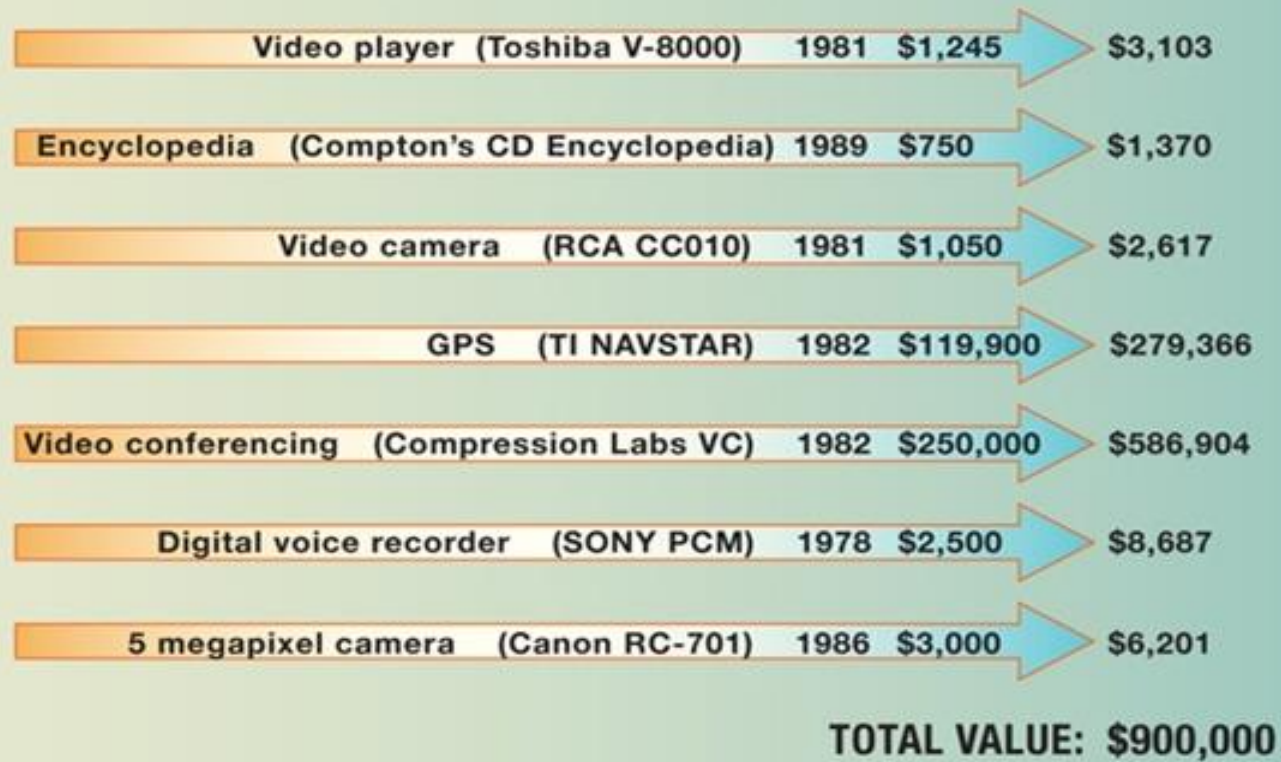 Video player (Toshiba V-8000) 1981 $1,245 $3,103
Encyclopedia (Compton's CD Encyclopedia) 1989 $750 $1,370
Video camera (RCA CC010) 1981 $1,050 $2,617
GPS (TI NAVSTAR) 1982 $119,900 $279,366
Video conferencing (Compression Labs VC) 1982 $250,000 $586,904
Digital voice recorder (SONY PCM) 1978 $2,500 $8,687
5 megapixel camera (Canon RC-701) 1986 $3,000 $6,201
TOTAL VALUE: $900,000